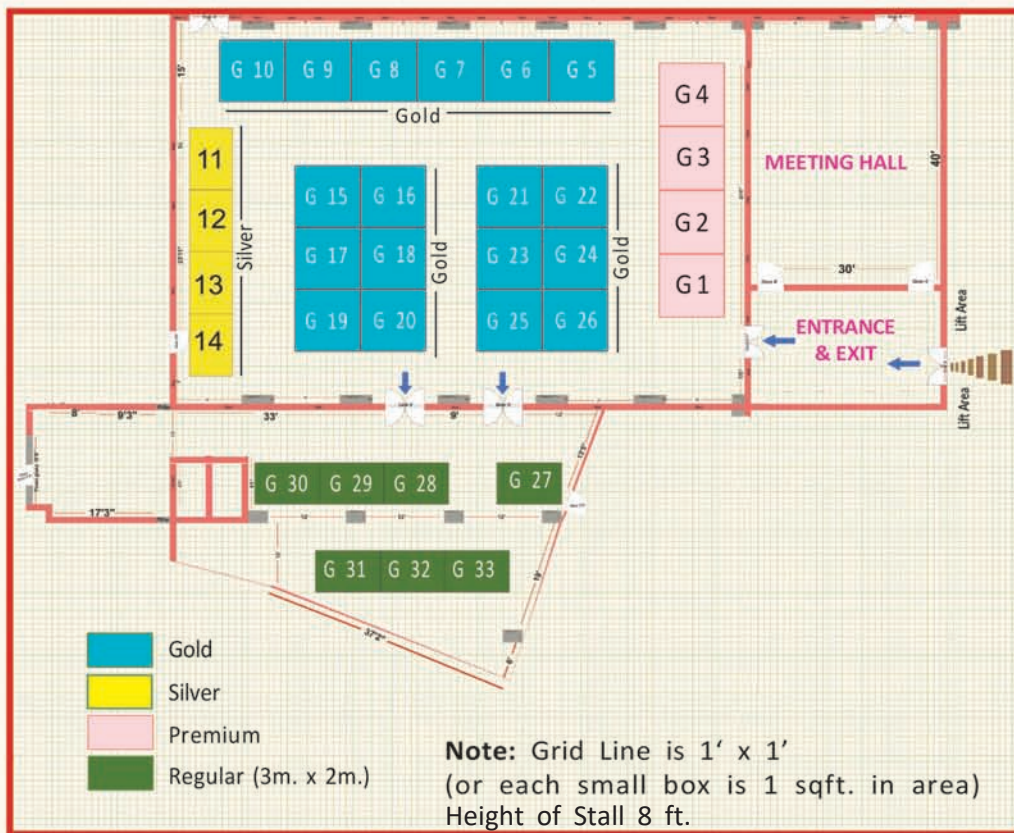 G 10 G 9 G 8 G 7 G 6 G 5
Gold
G4
G3
G2
G1
15'
11
12
13
14
Silver
G 15 G 16
G 17 G 18
G 19 G 20
Gold
G 21 G 22
G 23 G 24
G 25 G 26
Gold
MEETING HALL
40'
30'
ENTRANCE
& EXIT
Lift Area
Lift Area
9'3"
33'
17'3"
G 30 G 29 G 28
G 27
G 31 G 32 G 33
19'
37'2"
Gold
Silver
Premium
Regular (3m. x 2m.)
Note: Grid Line is 1‘ x 1’
(or each small box is 1 sqft. in area)
Height of Stall 8 ft.